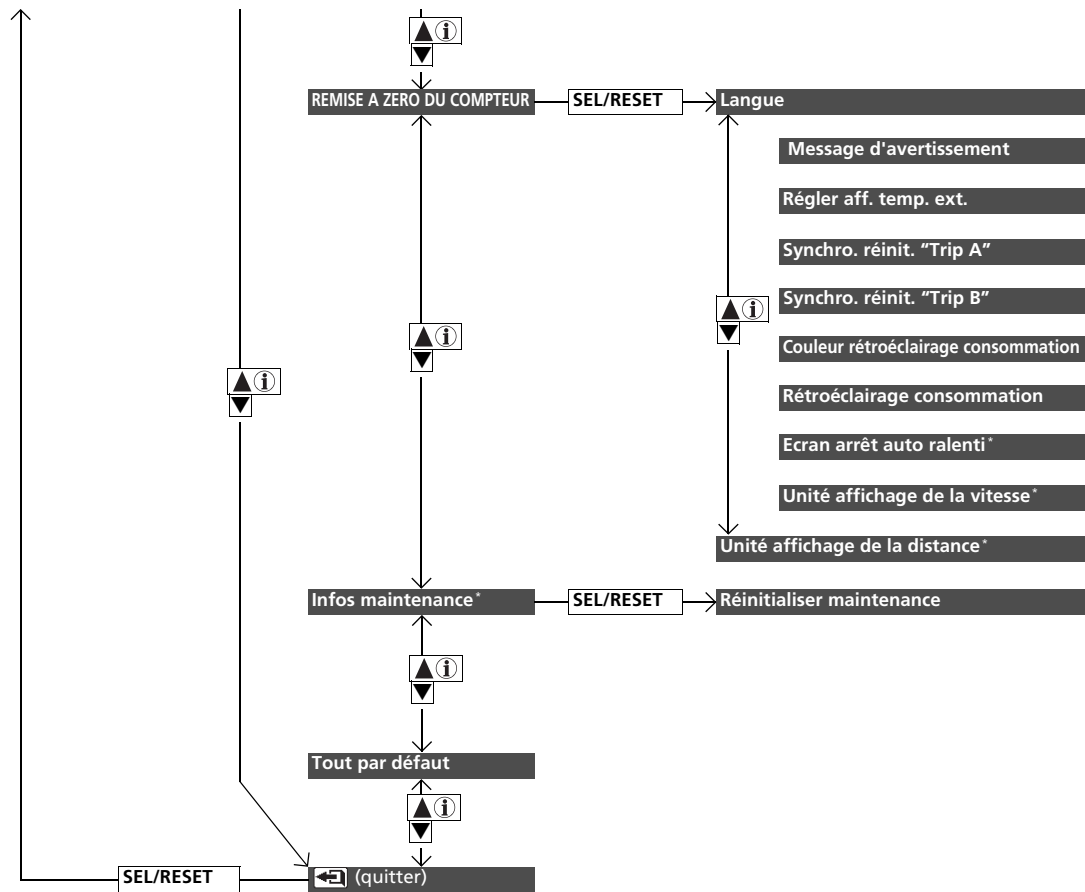 REMISE A ZERO DU COMPTEUR
SEL/RESET
Langue
Message d'avertissement
Régler aff. temp. ext.
Synchro. réinit. “Trip A”
Synchro. réinit. “Trip B”
Couleur rétroéclairage consommation
Rétroéclairage consommation
Ecran arrêt auto ralenti*
Unité affichage de la vitesse*
Unité affichage de la distance*
Infos maintenance*
SEL/RESET
Réinitialiser maintenance
Tout par défaut
SEL/RESET
(quitter)